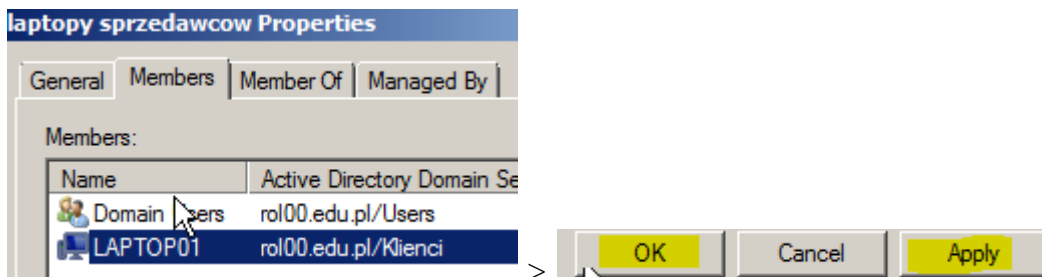 laptopy sprzedawcow Properties
General Members Member Of Managed By
Members:
Name Active Directory Domain Se
Domain Users rol00.edu.pl/Users
LAPTOP01 rol00.edu.pl/Klienci
> OK Cancel Apply